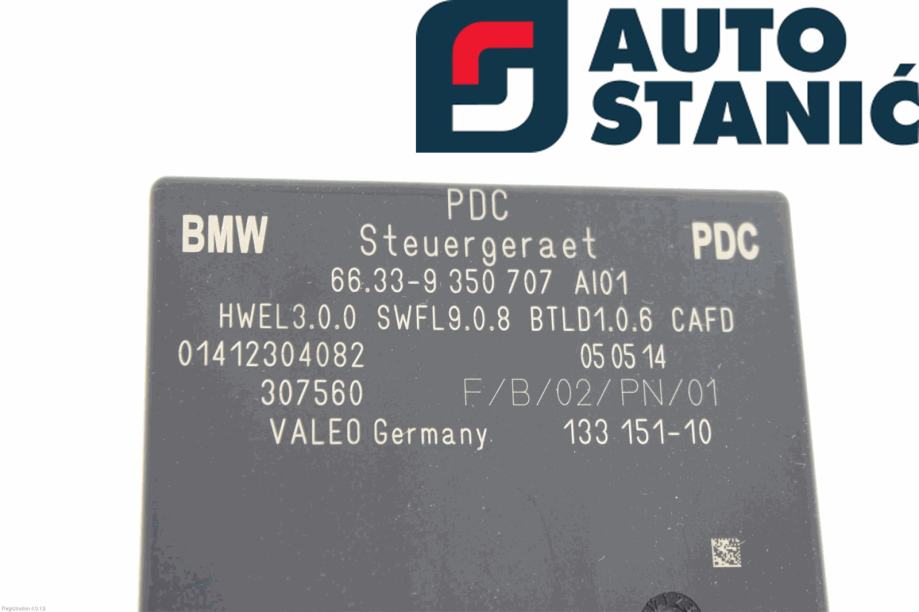 AUTO
STANIĆ
PDC
BMW Steuergeraet PDC
66.33-9 350 707 AI01
HWEL3.0.0 SWFL9.0.8 BTLD1.0.6 CAFD
01412304082 05 05 14
307560 F/B/02/PN/01
VALEO Germany 133 151-10